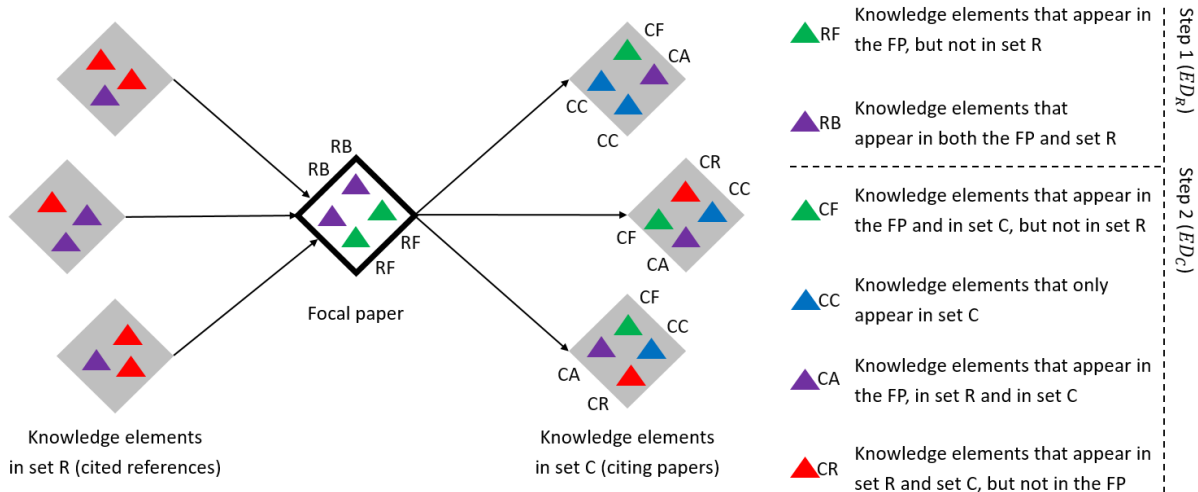 CF
CA
CC
CC
RB
RB
RF
RF
Focal paper
CR
CC
CF
CA
CF
CC
CA
CR
Knowledge elements
in set R (cited references)
Knowledge elements
in set C (citing papers)
RF
Knowledge elements that appear in
the FP, but not in set R
RB
Knowledge elements that
appear in both the FP and set R
Step 1 (ED_R)
CF
Knowledge elements that appear in
the FP and in set C, but not in set R
CC
Knowledge elements that only
appear in set C
CA
Knowledge elements that appear in
the FP, in set R and in set C
CR
Knowledge elements that appear in
set R and set C, but not in the FP
Step 2 (ED_C)